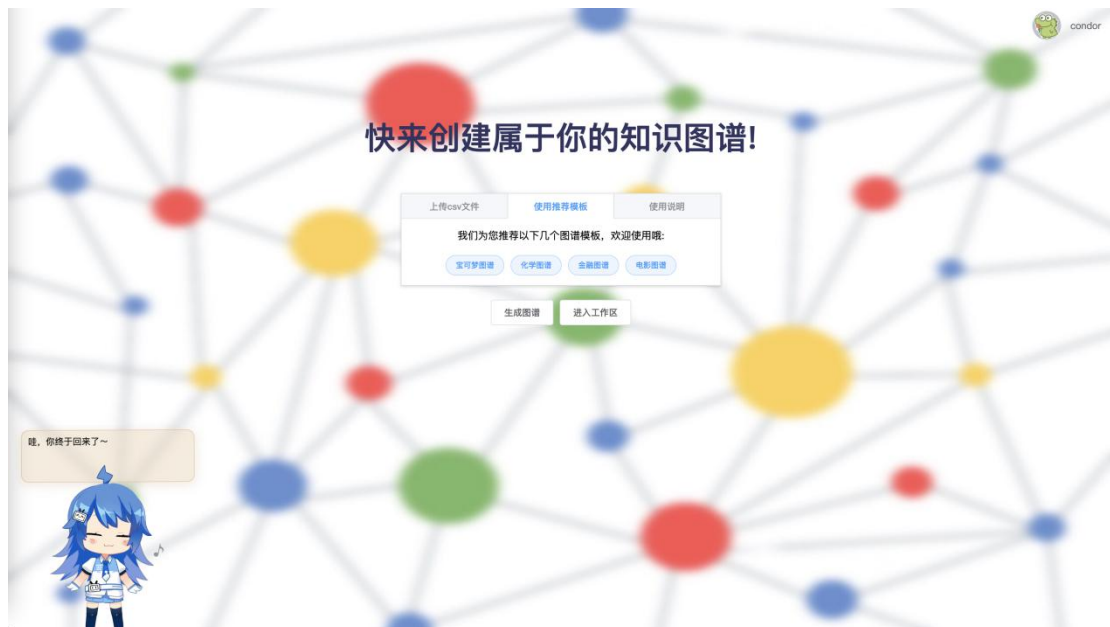 condor
快来创建属于你的知识图谱!
上传csv文件 使用推荐模板 使用说明
我们为您推荐以下几个图谱模板，欢迎使用哦:
宝可梦图谱 化学图谱 金融图谱 电影图谱
生成图谱 进入工作区
哇，你终于回来了～